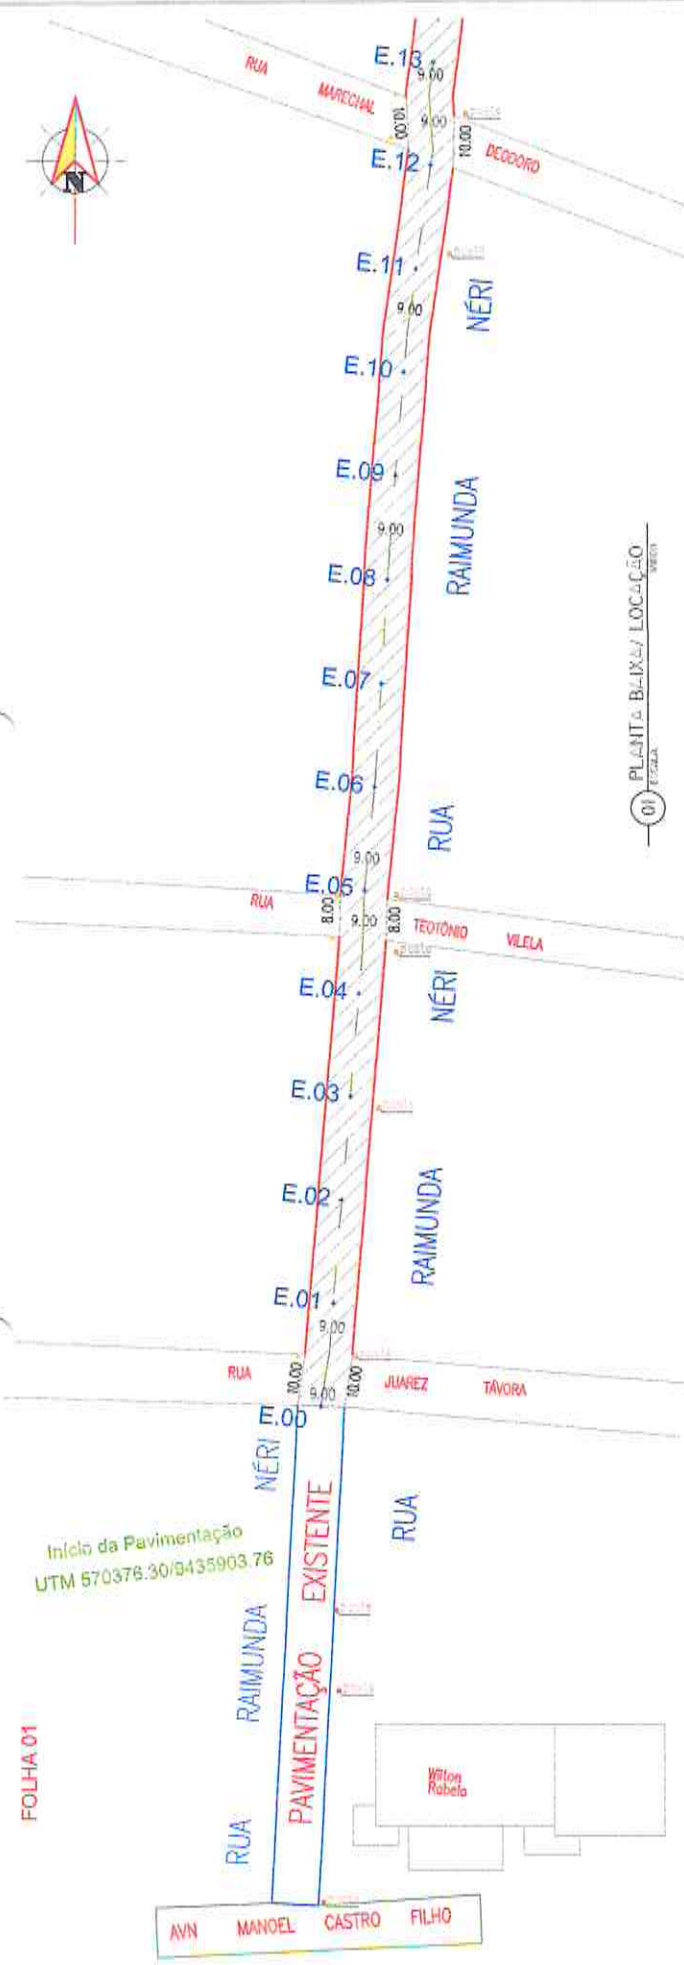 E.13
9.00
RUA MARECHAL DEODORO
10.00
9.00
10.00
E.12
N
E.11
9.00
NÉRI
E.10
E.09
RAIMUNDA
9.00
E.08
PLANTA BAIXA/ LOCAÇÃO
01
ESCALA
E.07
E.06
RUA
9.00
E.05
RUA TEOTÔNIO VILELA
8.00
9.00
8.00
poste
E.04
NÉRI
E.03
E.02
RAIMUNDA
E.01
9.00
RUA JUAREZ TÁVORA
10.00
9.00
10.00
E.00
NÉRI
RUA
Início da Pavimentação
UTM 570376.30/9435903.76
PAVIMENTAÇÃO EXISTENTE
RAIMUNDA
FOLHA 01
Wilton
Rabelo
RUA
AVN MANOEL CASTRO FILHO